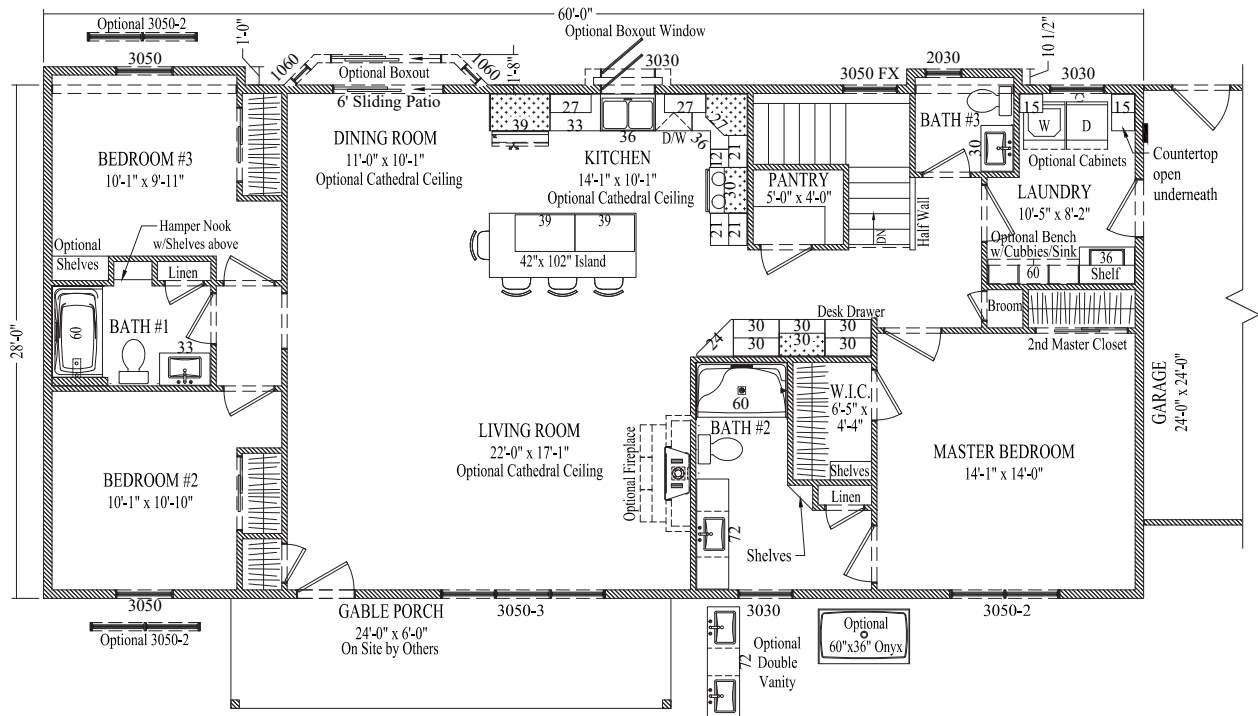 60'-0"
Optional 3050-2
Optional Boxout Window
3050
1'-0"
1060
Optional Boxout
1060
1'-8"
3030
3050 FX
2030
10 1/2"
3030
6' Sliding Patio
39
27
33
36
27
D/W
27
36
DINING ROOM
11'-0" x 10'-1"
Optional Cathedral Ceiling
KITCHEN
14'-1" x 10'-1"
Optional Cathedral Ceiling
12
21
30
21
21
PANTRY
5'-0" x 4'-0"
DN
Half Wall
BATH #3
30
15
W
D
15
Optional Cabinets
Countertop
open
underneath
LAUNDRY
10'-5" x 8'-2"
Optional Bench
w/Cubbies/Sink
60
36
Shelf
Broom
2nd Master Closet
BEDROOM #3
10'-1" x 9'-11"
Hamper Nook
w/Shelves above
Optional
Shelves
Linen
60
BATH #1
33
28'-0"
39
39
42"x 102" Island
Desk Drawer
24
30
30
30
30
30
30
BEDROOM #2
10'-1" x 10'-10"
LIVING ROOM
22'-0" x 17'-1"
Optional Cathedral Ceiling
Optional Fireplace
60
BATH #2
72
W.I.C.
6'-5" x
4'-4"
Shelves
Linen
Shelves
MASTER BEDROOM
14'-1" x 14'-0"
GARAGE
24'-0" x 24'-0"
3050
Optional 3050-2
GABLE PORCH
24'-0" x 6'-0"
On Site by Others
3050-3
3030
3050-2
72
Optional
Double
Vanity
Optional
60"x36" Onyx